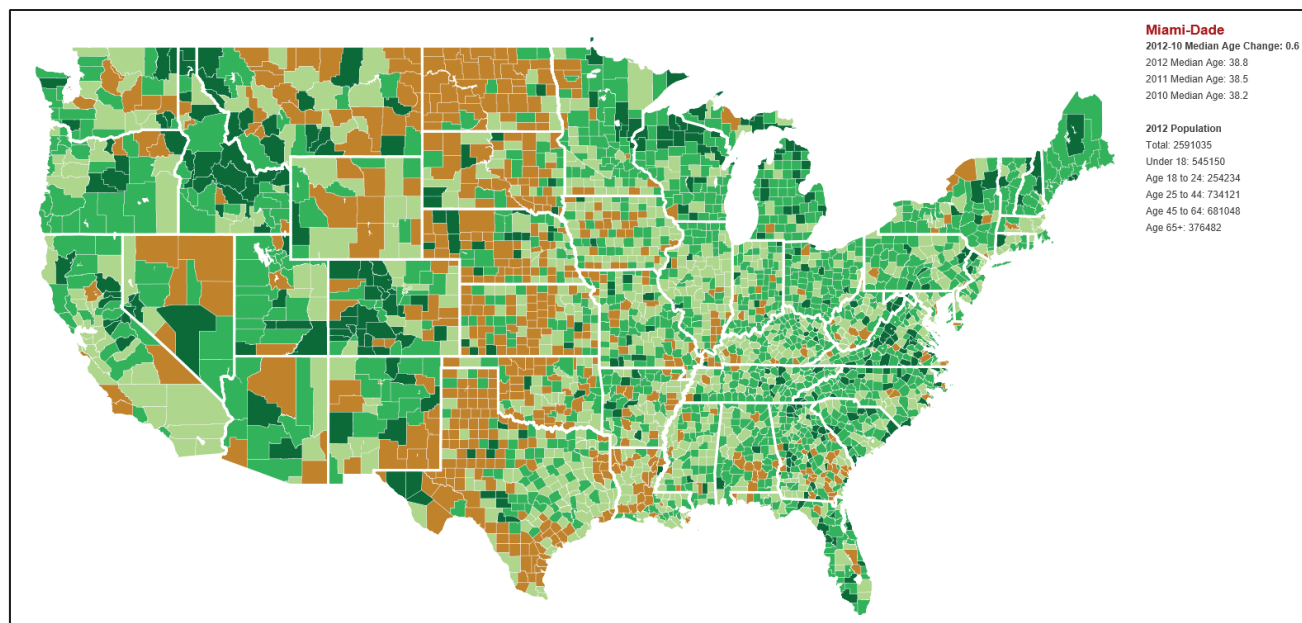 Miami-Dade
2012-10 Median Age Change: 0.6
2012 Median Age: 38.8
2011 Median Age: 38.5
2010 Median Age: 38.2
2012 Population
Total: 2591035
Under 18: 545150
Age 18 to 24: 254234
Age 25 to 44: 734121
Age 45 to 64: 681048
Age 65+: 376482